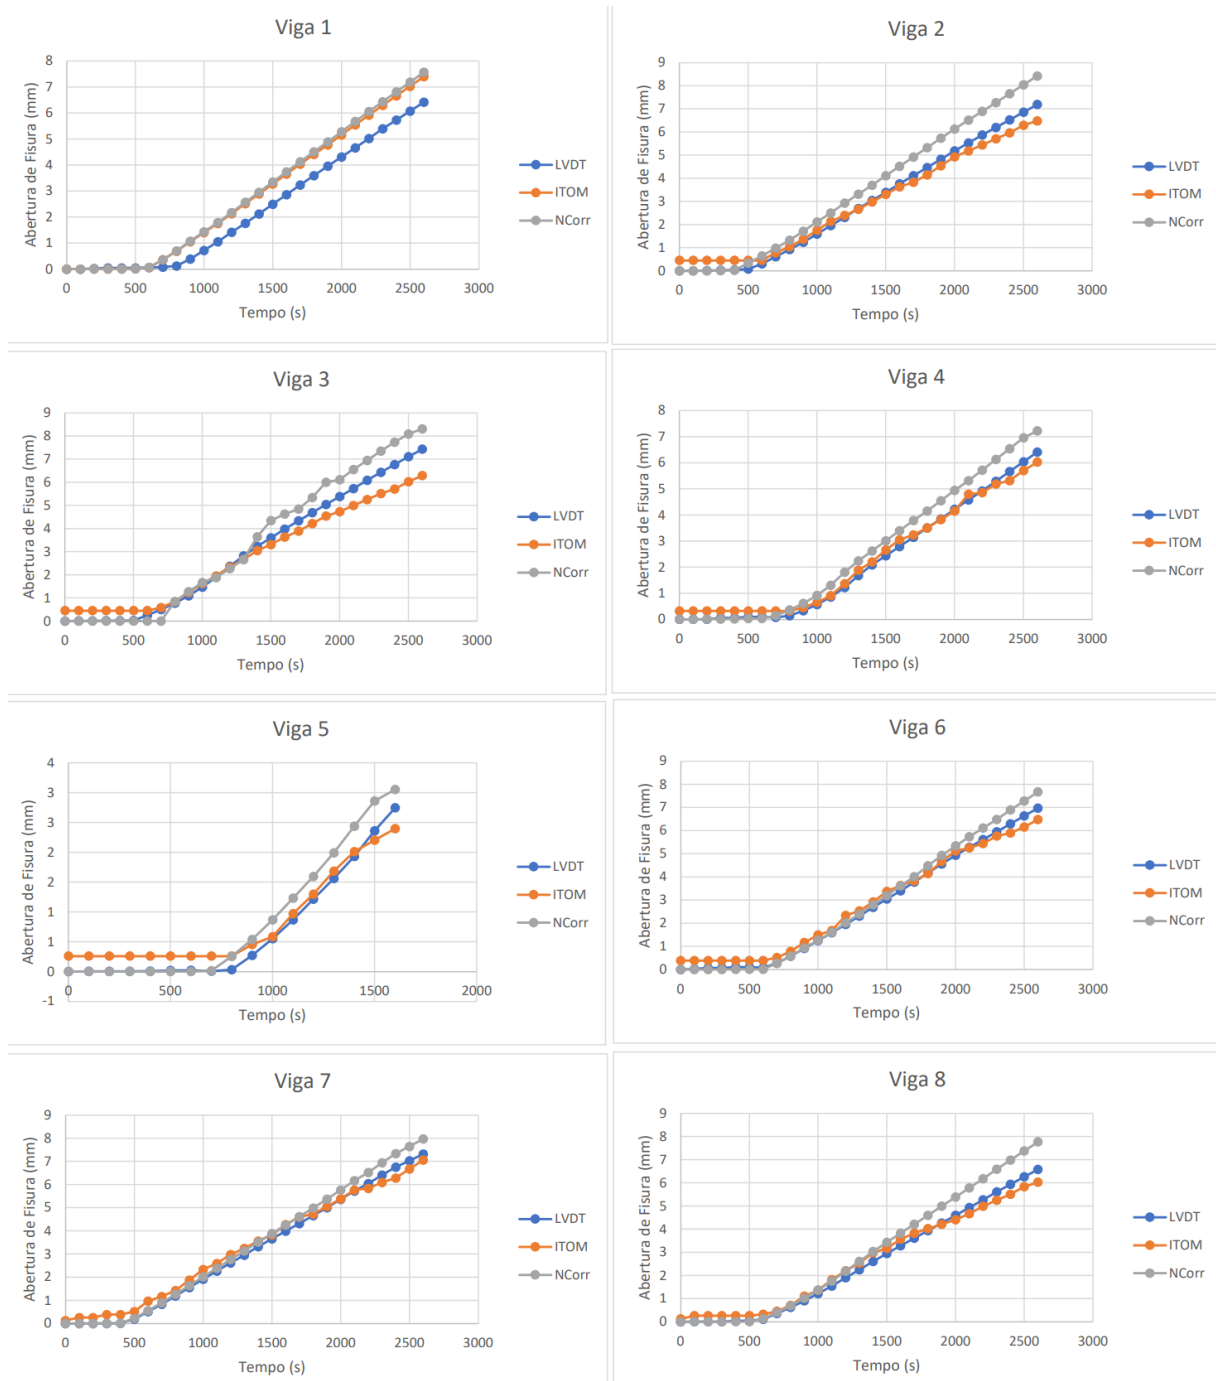 Viga 1
Abertura de Fisura (mm)
8
7
6
5
4
3
2
1
0
0 500 1000 1500 2000 2500 3000
Tempo (s)
LVDT
ITOM
NCorr
Viga 2
Abertura de Fisura (mm)
9
8
7
6
5
4
3
2
1
0
0 500 1000 1500 2000 2500 3000
Tempo (s)
LVDT
ITOM
NCorr
Viga 3
Abertura de Fisura (mm)
9
8
7
6
5
4
3
2
1
0
0 500 1000 1500 2000 2500 3000
Tempo (s)
LVDT
ITOM
NCorr
Viga 4
Abertura de Fisura (mm)
8
7
6
5
4
3
2
1
0
0 500 1000 1500 2000 2500 3000
Tempo (s)
LVDT
ITOM
NCorr
Viga 5
Abertura de Fisura (mm)
4
3
3
2
2
1
1
0
-1
0 500 1000 1500 2000
Tempo (s)
LVDT
ITOM
NCorr
Viga 6
Abertura de Fisura (mm)
9
8
7
6
5
4
3
2
1
0
0 500 1000 1500 2000 2500 3000
Tempo (s)
LVDT
ITOM
NCorr
Viga 7
Abertura de Fisura (mm)
9
8
7
6
5
4
3
2
1
0
0 500 1000 1500 2000 2500 3000
Tempo (s)
LVDT
ITOM
NCorr
Viga 8
Abertura de Fisura (mm)
9
8
7
6
5
4
3
2
1
0
0 500 1000 1500 2000 2500 3000
Tempo (s)
LVDT
ITOM
NCorr